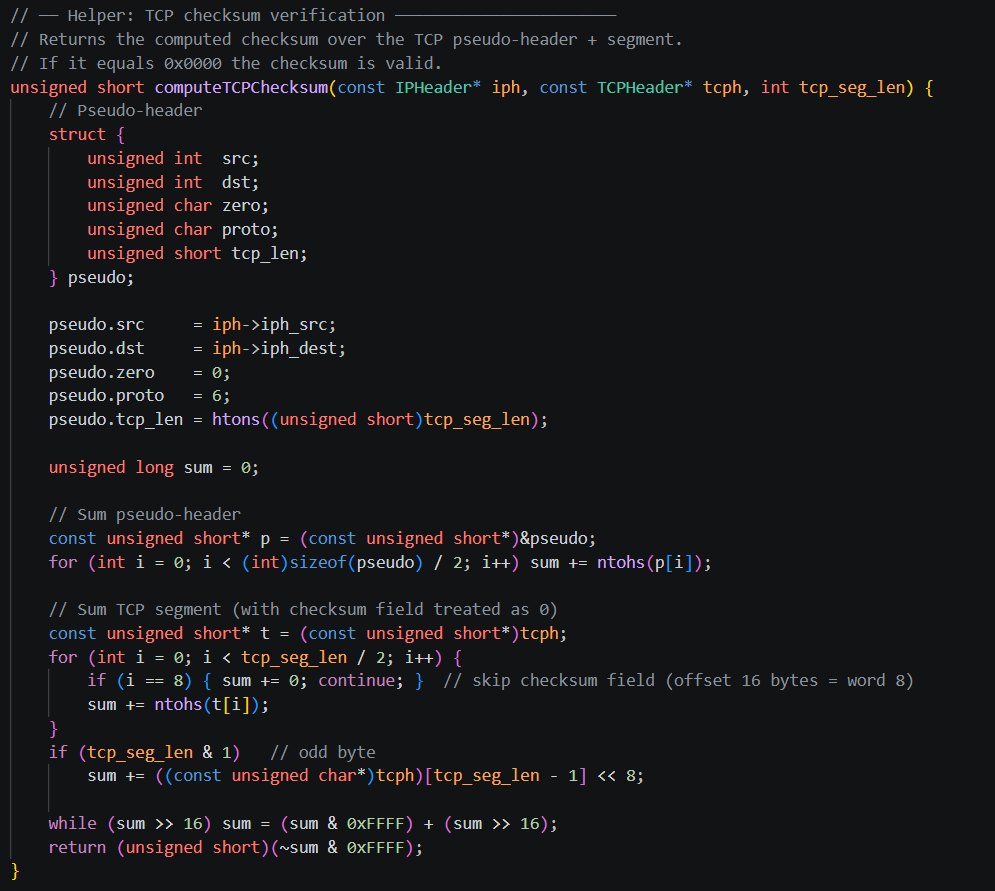 // —— Helper: TCP checksum verification ————————————————————————
// Returns the computed checksum over the TCP pseudo-header + segment.
// If it equals 0x0000 the checksum is valid.
unsigned short computeTCPChecksum(const IPHeader* iph, const TCPHeader* tcph, int tcp_seg_len) {
    // Pseudo-header
    struct {
        unsigned int  src;
        unsigned int  dst;
        unsigned char zero;
        unsigned char proto;
        unsigned short tcp_len;
    } pseudo;

    pseudo.src     = iph->iph_src;
    pseudo.dst     = iph->iph_dest;
    pseudo.zero    = 0;
    pseudo.proto   = 6;
    pseudo.tcp_len = htons((unsigned short)tcp_seg_len);

    unsigned long sum = 0;

    // Sum pseudo-header
    const unsigned short* p = (const unsigned short*)&pseudo;
    for (int i = 0; i < (int)sizeof(pseudo) / 2; i++) sum += ntohs(p[i]);

    // Sum TCP segment (with checksum field treated as 0)
    const unsigned short* t = (const unsigned short*)tcph;
    for (int i = 0; i < tcp_seg_len / 2; i++) {
        if (i == 8) { sum += 0; continue; }  // skip checksum field (offset 16 bytes = word 8)
        sum += ntohs(t[i]);
    }
    if (tcp_seg_len & 1)   // odd byte
        sum += ((const unsigned char*)tcph)[tcp_seg_len - 1] << 8;

    while (sum >> 16) sum = (sum & 0xFFFF) + (sum >> 16);
    return (unsigned short)(~sum & 0xFFFF);
}